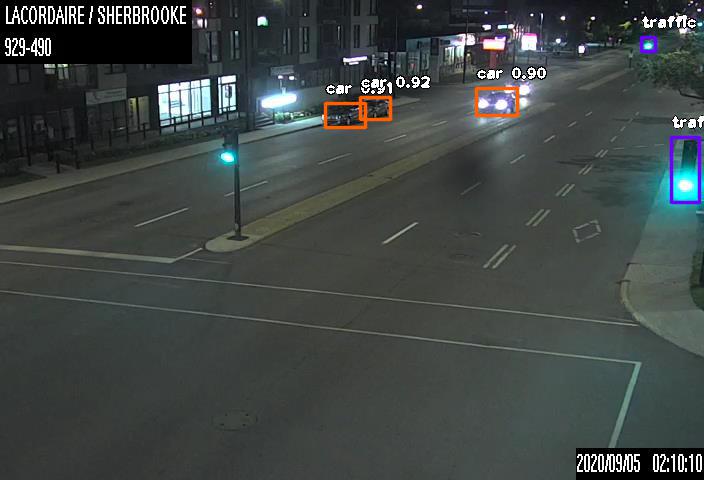 LACORDAIRE / SHERBROOKE
929-490
traffic
car 0.92
car 0.91
car 0.90
traf
2020/09/05 02:10:10